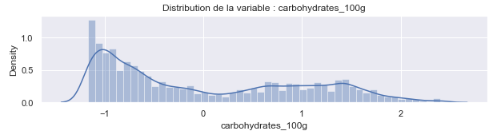 Distribution de la variable : carbohydrates_100g
Density
1.0
0.5
0.0
−1
0
1
2
carbohydrates_100g